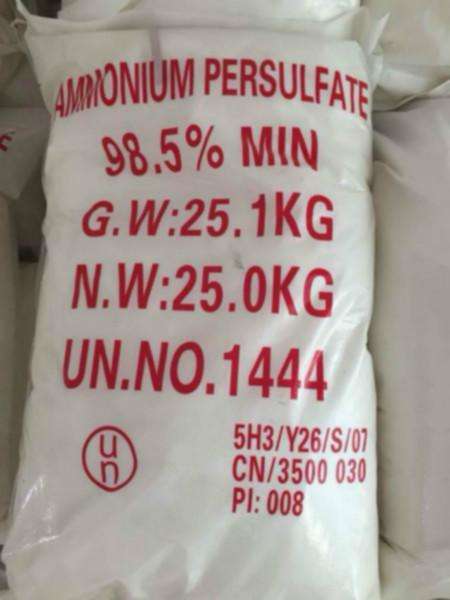 AMMONIUM PERSULFATE
98.5% MIN
G.W:25.1KG
N.W:25.0KG
UN.NO.1444
un
5H3/Y26/S/07
CN/3500 030
PI: 008